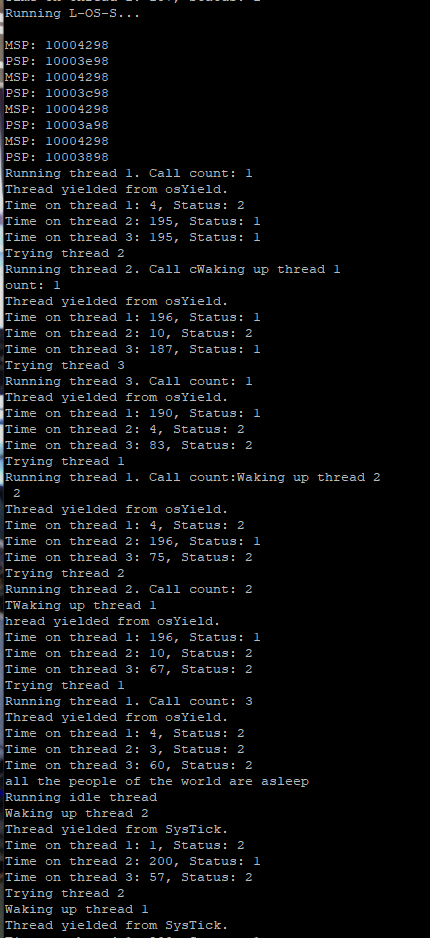 Running L-OS-S...
MSP: 10004298
PSP: 10003e98
MSP: 10004298
PSP: 10003c98
MSP: 10004298
PSP: 10003a98
MSP: 10004298
PSP: 10003898
Running thread 1. Call count: 1
Thread yielded from osYield.
Time on thread 1: 4, Status: 2
Time on thread 2: 195, Status: 1
Time on thread 3: 195, Status: 1
Trying thread 2
Running thread 2. Call cWaking up thread 1
ount: 1
Thread yielded from osYield.
Time on thread 1: 196, Status: 1
Time on thread 2: 10, Status: 2
Time on thread 3: 187, Status: 1
Trying thread 3
Running thread 3. Call count: 1
Thread yielded from osYield.
Time on thread 1: 190, Status: 1
Time on thread 2: 4, Status: 2
Time on thread 3: 83, Status: 2
Trying thread 1
Running thread 1. Call count:Waking up thread 2
2
Thread yielded from osYield.
Time on thread 1: 4, Status: 2
Time on thread 2: 196, Status: 1
Time on thread 3: 75, Status: 2
Trying thread 2
Running thread 2. Call count: 2
TWaking up thread 1
hread yielded from osYield.
Time on thread 1: 196, Status: 1
Time on thread 2: 10, Status: 2
Time on thread 3: 67, Status: 2
Trying thread 1
Running thread 1. Call count: 3
Thread yielded from osYield.
Time on thread 1: 4, Status: 2
Time on thread 2: 3, Status: 2
Time on thread 3: 60, Status: 2
all the people of the world are asleep
Running idle thread
Waking up thread 2
Thread yielded from SysTick.
Time on thread 1: 1, Status: 2
Time on thread 2: 200, Status: 1
Time on thread 3: 57, Status: 2
Trying thread 2
Waking up thread 1
Thread yielded from SysTick.